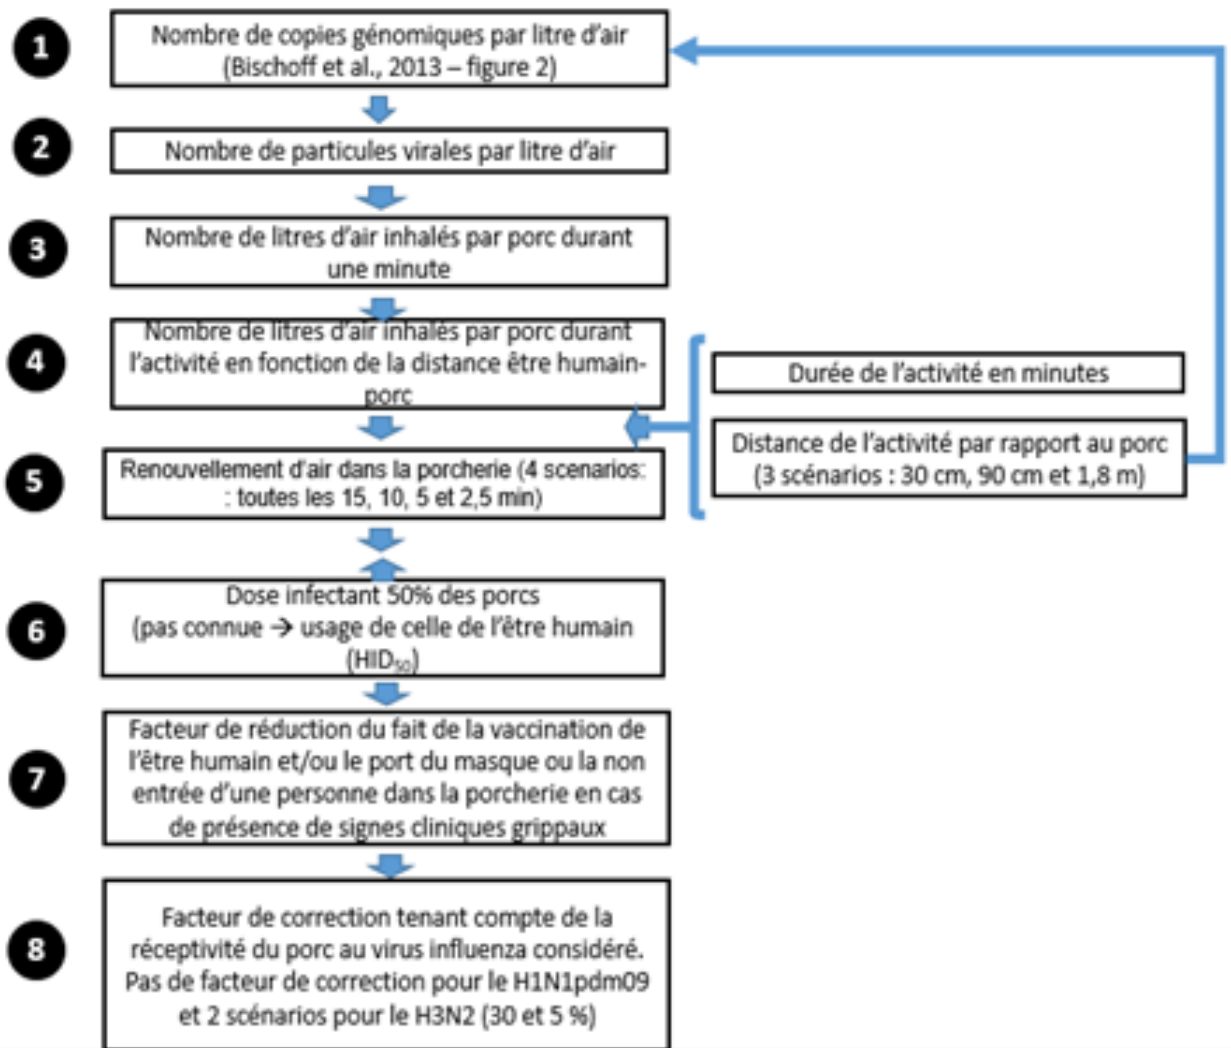 1
Nombre de copies génomiques par litre d'air
(Bischoff et al., 2013 – figure 2)
2
Nombre de particules virales par litre d'air
3
Nombre de litres d'air inhalés par porc durant
une minute
4
Nombre de litres d'air inhalés par porc durant
l'activité en fonction de la distance être humain-
porc
Durée de l'activité en minutes
Distance de l'activité par rapport au porc
(3 scénarios : 30 cm, 90 cm et 1,8 m)
5
Renouvellement d'air dans la porcherie (4 scenarios:
: toutes les 15, 10, 5 et 2,5 min)
6
Dose infectant 50% des porcs
(pas connue → usage de celle de l'être humain
(HID₅₀)
7
Facteur de réduction du fait de la vaccination de
l'être humain et/ou le port du masque ou la non
entrée d'une personne dans la porcherie en cas
de présence de signes cliniques grippaux
8
Facteur de correction tenant compte de la
réceptivité du porc au virus influenza considéré.
Pas de facteur de correction pour le H1N1pdm09
et 2 scénarios pour le H3N2 (30 et 5 %)